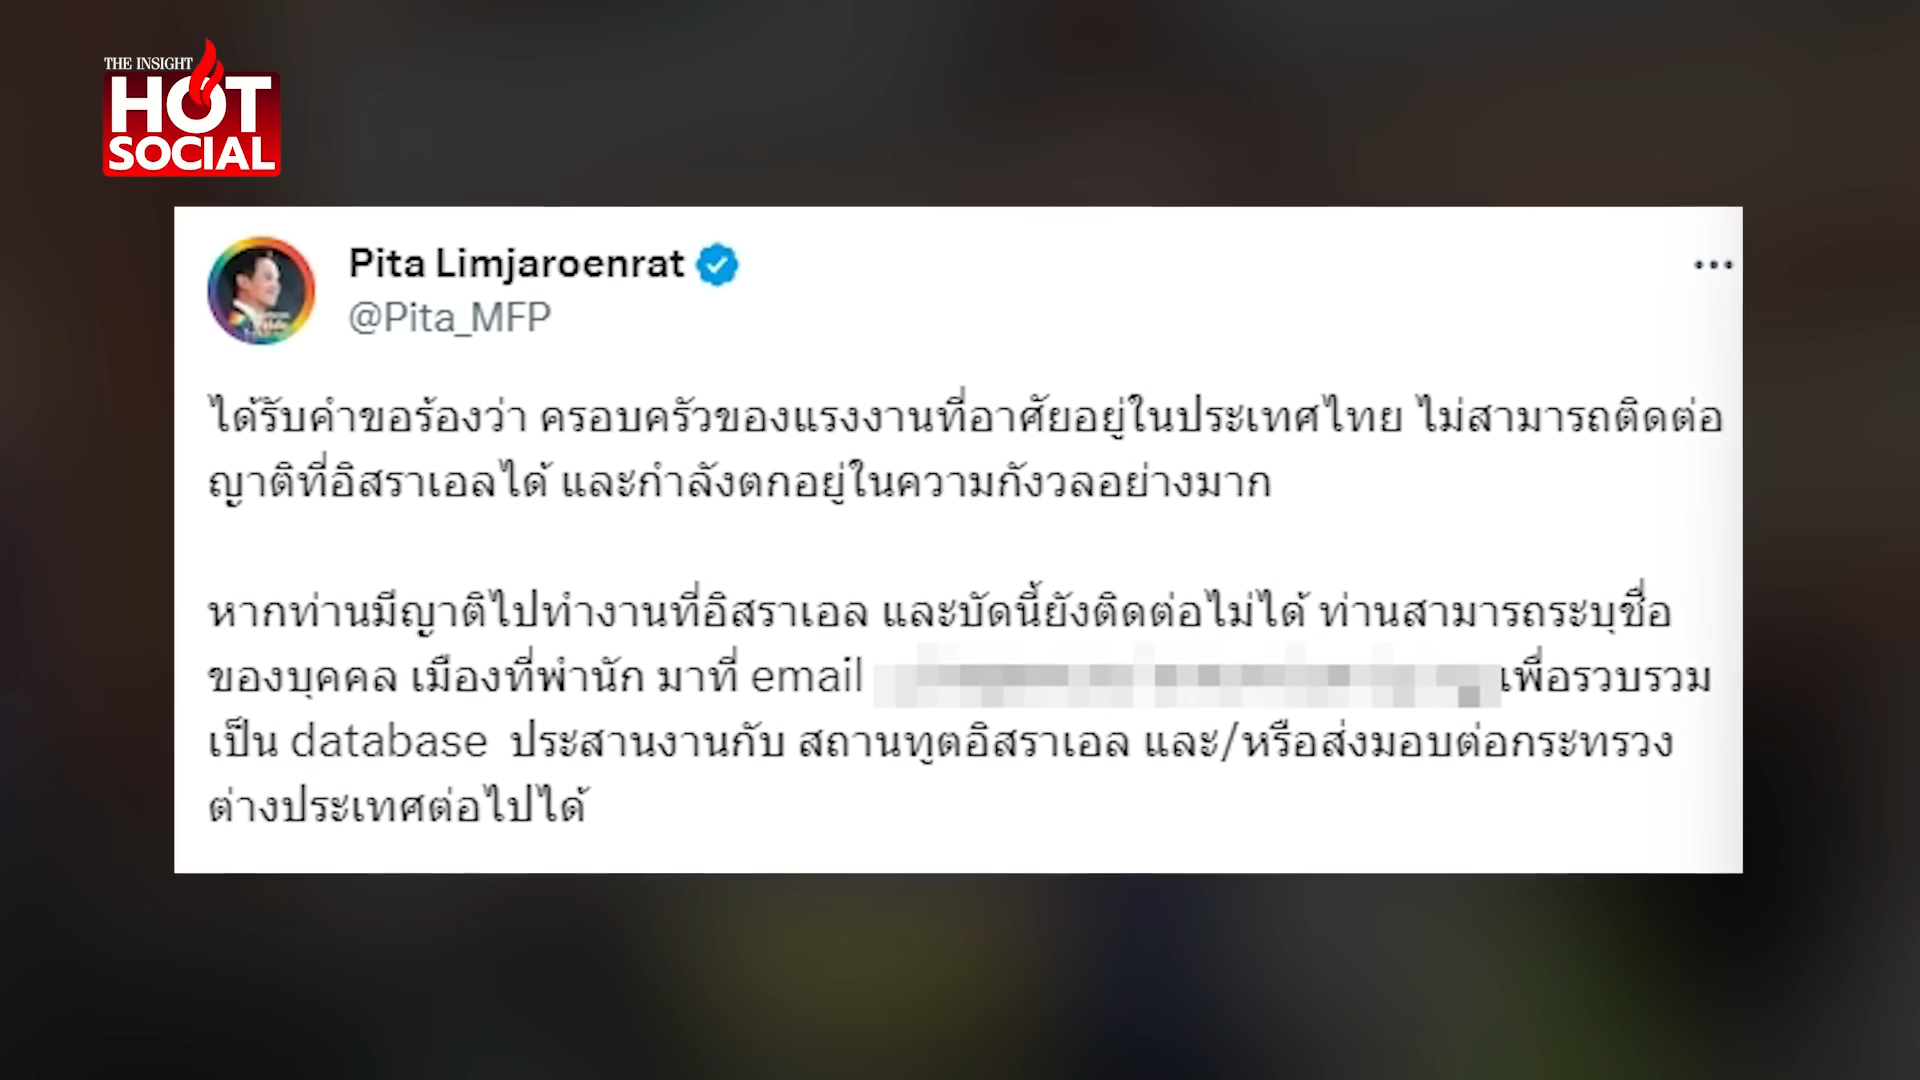 THE INSIGHT
HOT
SOCIAL
Pita Limjaroenrat
@Pita_MFP
ได้รับคำขอร้องว่า ครอบครัวของแรงงานที่อาศัยอยู่ในประเทศไทย ไม่สามารถติดต่อ
ญาติที่อิสราเอลได้ และกำลังตกอยู่ในความกังวลอย่างมาก
หากท่านมีญาติไปทำงานที่อิสราเอล และบัดนี้ยังติดต่อไม่ได้ ท่านสามารถระบุชื่อ
ของบุคคล เมืองที่พำนัก มาที่ email เพื่อรวบรวม
เป็น database ประสานงานกับ สถานทูตอิสราเอล และ/หรือส่งมอบต่อกระทรวง
ต่างประเทศต่อไปได้